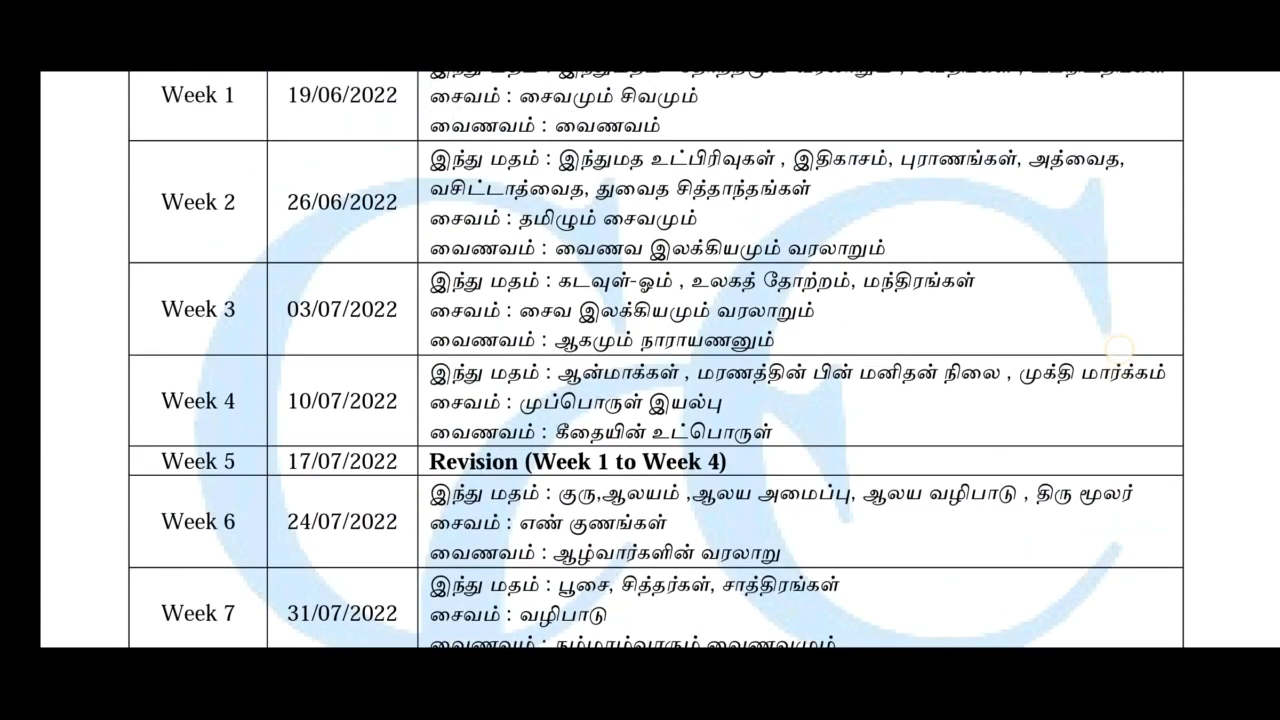 Week 1
19/06/2022
சைவம் : சைவமும் சிவமும்
வைணவம் : வைணவம்
Week 2
26/06/2022
இந்து மதம் : இந்துமத உட்பிரிவுகள் , இதிகாசம், புராணங்கள், அத்வைத,
வசிட்டாத்வைத, துவைத சித்தாந்தங்கள்
சைவம் : தமிழும் சைவமும்
வைணவம் : வைணவ இலக்கியமும் வரலாறும்
Week 3
03/07/2022
இந்து மதம் : கடவுள்-ஓம் , உலகத் தோற்றம், மந்திரங்கள்
சைவம் : சைவ இலக்கியமும் வரலாறும்
வைணவம் : ஆகமும் நாராயணனும்
Week 4
10/07/2022
இந்து மதம் : ஆன்மாக்கள் , மரணத்தின் பின் மனிதன் நிலை , முக்தி மார்க்கம்
சைவம் : முப்பொருள் இயல்பு
வைணவம் : கீதையின் உட்பொருள்
Week 5
17/07/2022
Revision (Week 1 to Week 4)
Week 6
24/07/2022
இந்து மதம் : குரு,ஆலயம் ,ஆலய அமைப்பு, ஆலய வழிபாடு , திரு மூலர்
சைவம் : எண் குணங்கள்
வைணவம் : ஆழ்வார்களின் வரலாறு
Week 7
31/07/2022
இந்து மதம் : பூசை, சித்தர்கள், சாத்திரங்கள்
சைவம் : வழிபாடு
வைணவம் : நம்மாழ்வாரும் வைணவமும்